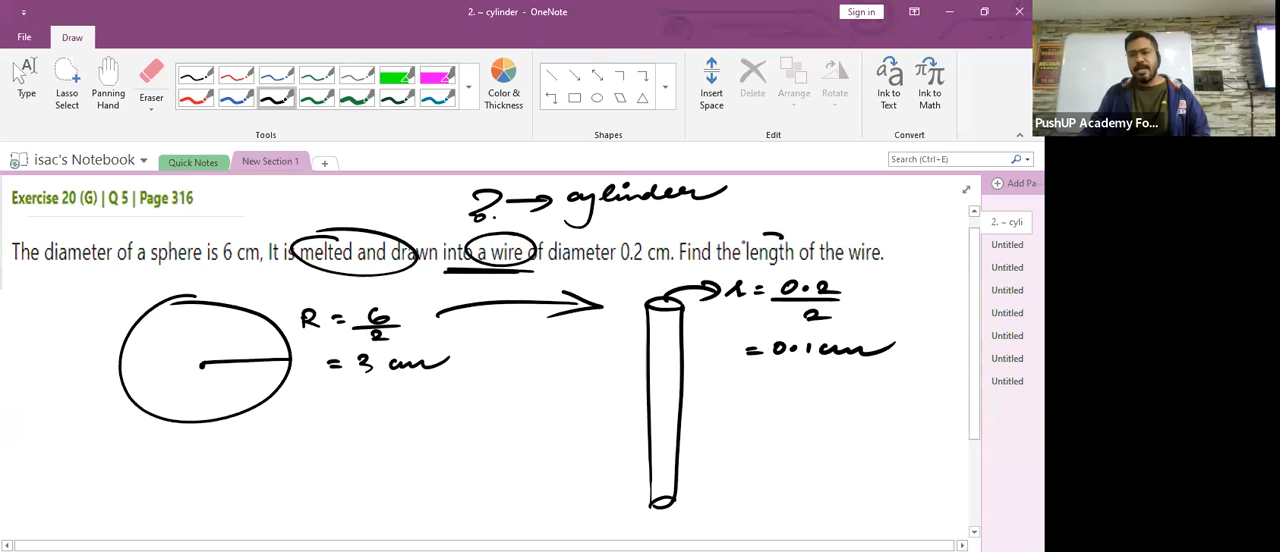 2. ~ cylinder - OneNote
Sign in
File
Draw
Type
Lasso Select
Panning Hand
Eraser
Color & Thickness
Insert Space
Delete
Arrange
Rotate
Ink to Text
Ink to Math
Tools
Shapes
Edit
Convert
PushUP Academy Fo...
isac's Notebook
Quick Notes
New Section 1
Search (Ctrl+E)
Add Pa
Exercise 20 (G) | Q 5 | Page 316
? → cylinder
2. ~ cyli
The diameter of a sphere is 6 cm, It is melted and drawn into a wire of diameter 0.2 cm. Find the length of the wire.
Untitled
Untitled
Untitled
Untitled
Untitled
Untitled
Untitled
R = 6/2
= 3 cm
r = 0.2/2
= 0.1 cm